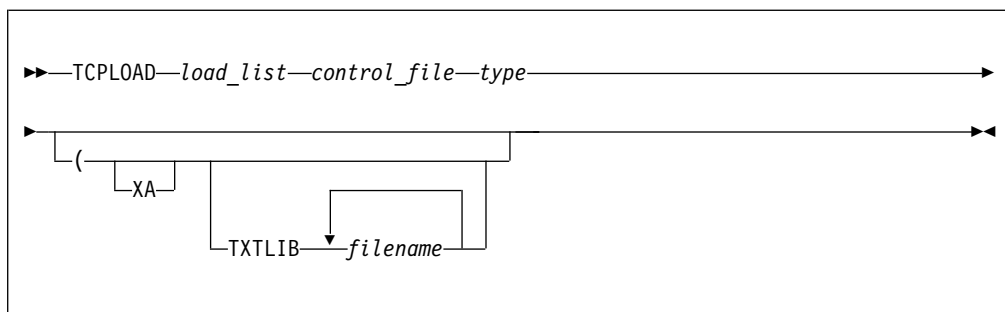 TCPLOAD load_list control_file type
(
XA
TXTLIB filename